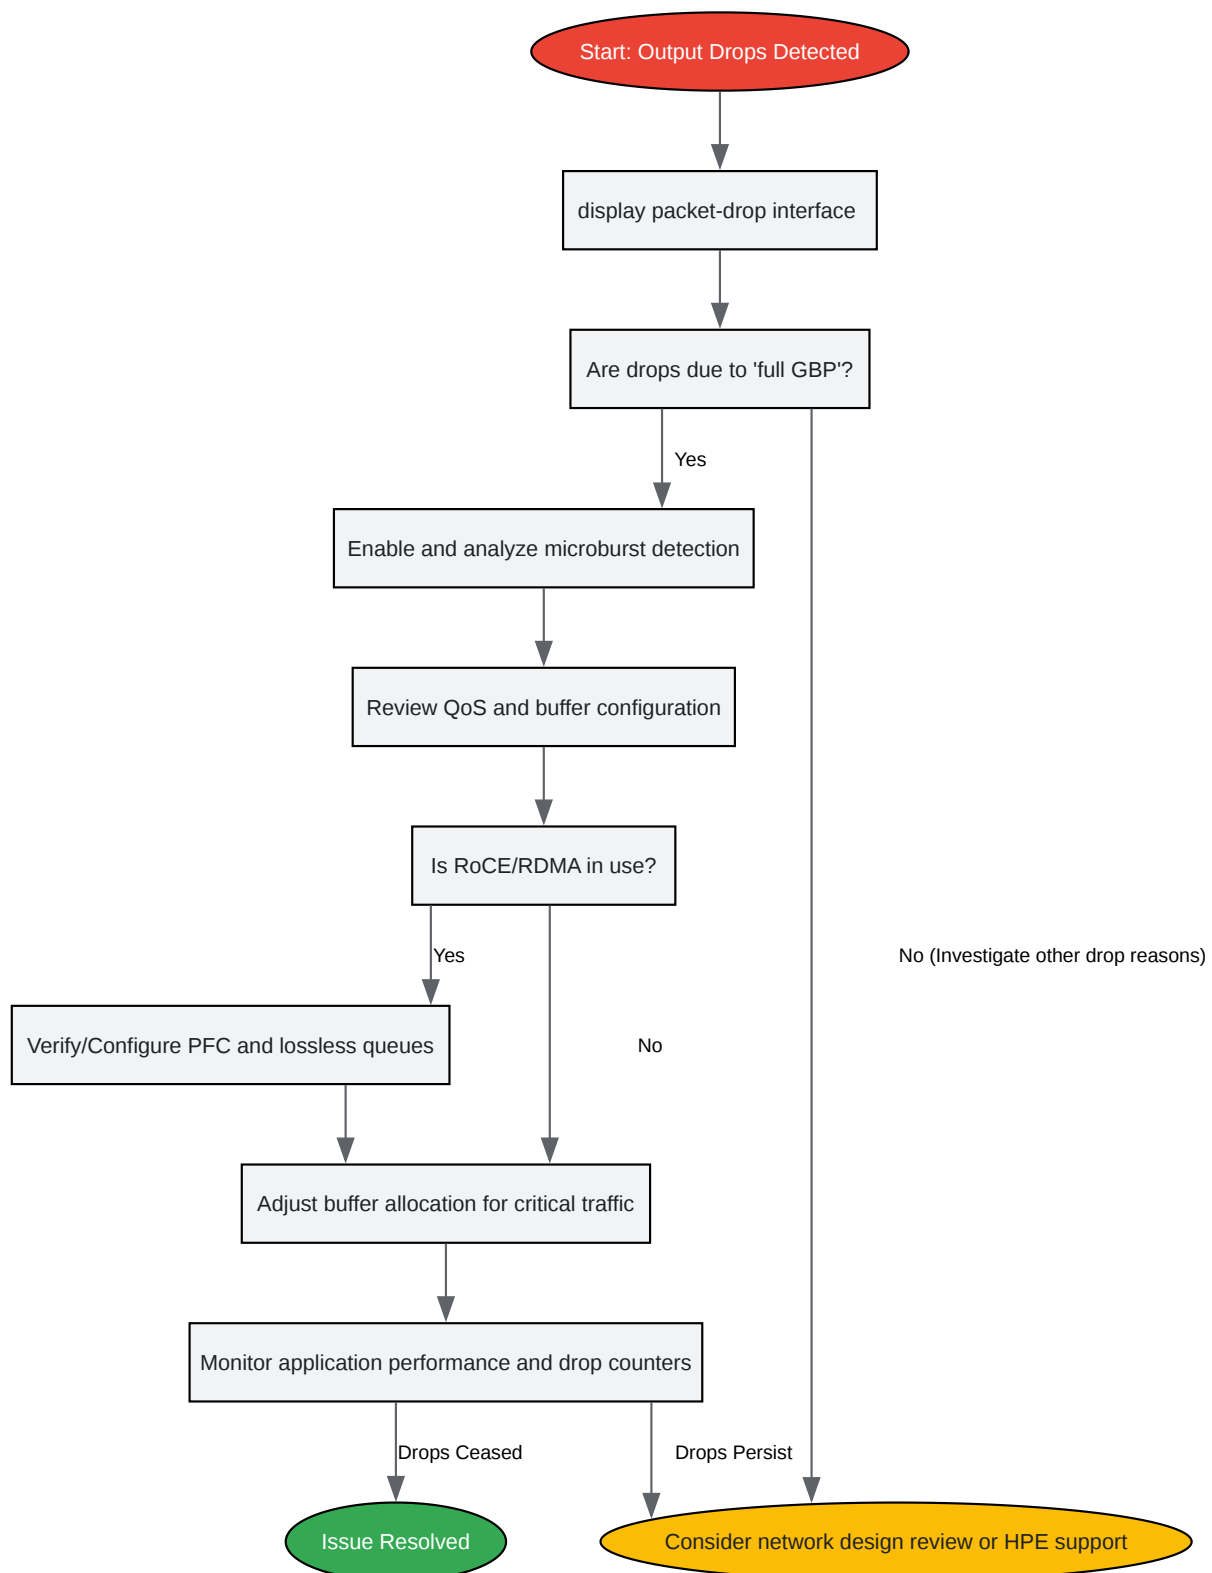 Start: Output Drops Detected
display packet-drop interface
Are drops due to 'full GBP'?
Yes
Enable and analyze microburst detection
Review QoS and buffer configuration
Is RoCE/RDMA in use?
Yes
No (Investigate other drop reasons)
Verify/Configure PFC and lossless queues
No
Adjust buffer allocation for critical traffic
Monitor application performance and drop counters
Drops Ceased
Drops Persist
Issue Resolved
Consider network design review or HPE support